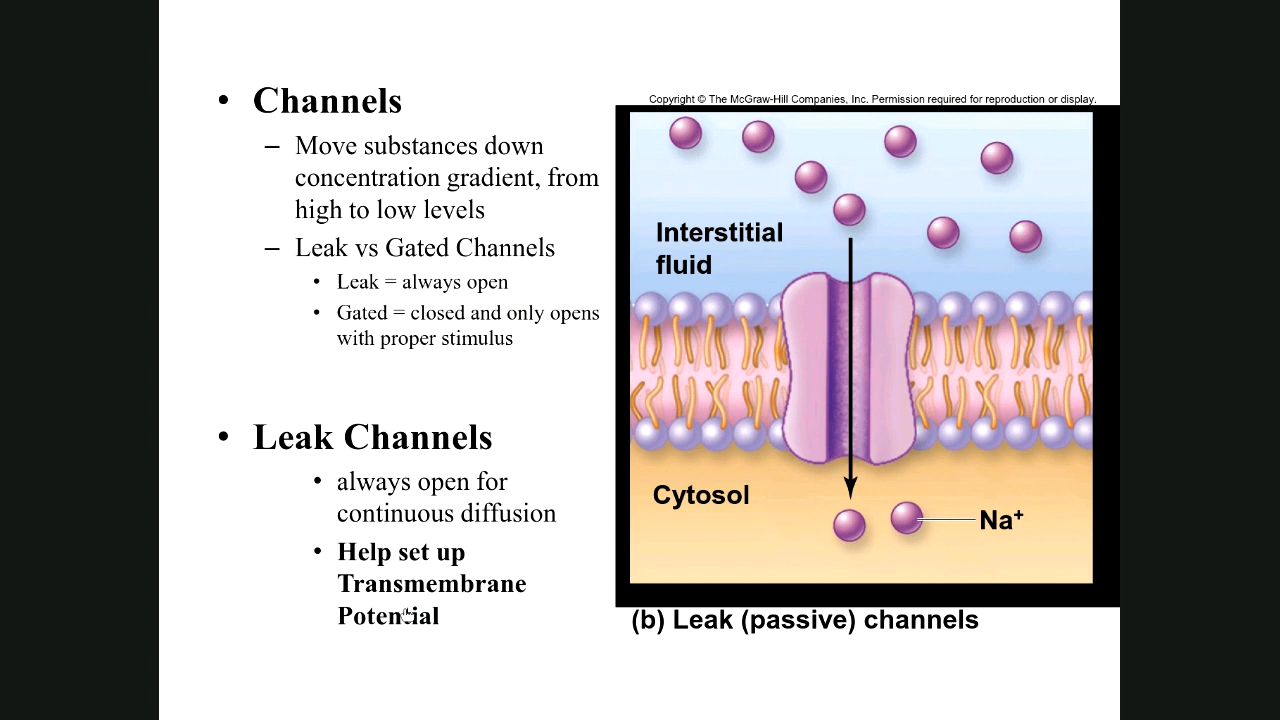 • Channels
– Move substances down
concentration gradient, from
high to low levels
– Leak vs Gated Channels
• Leak = always open
• Gated = closed and only opens
with proper stimulus
• Leak Channels
• always open for
continuous diffusion
• Help set up
Transmembrane
Potential
Copyright © The McGraw-Hill Companies, Inc. Permission required for reproduction or display.
Interstitial
fluid
Cytosol
Na⁺
(b) Leak (passive) channels